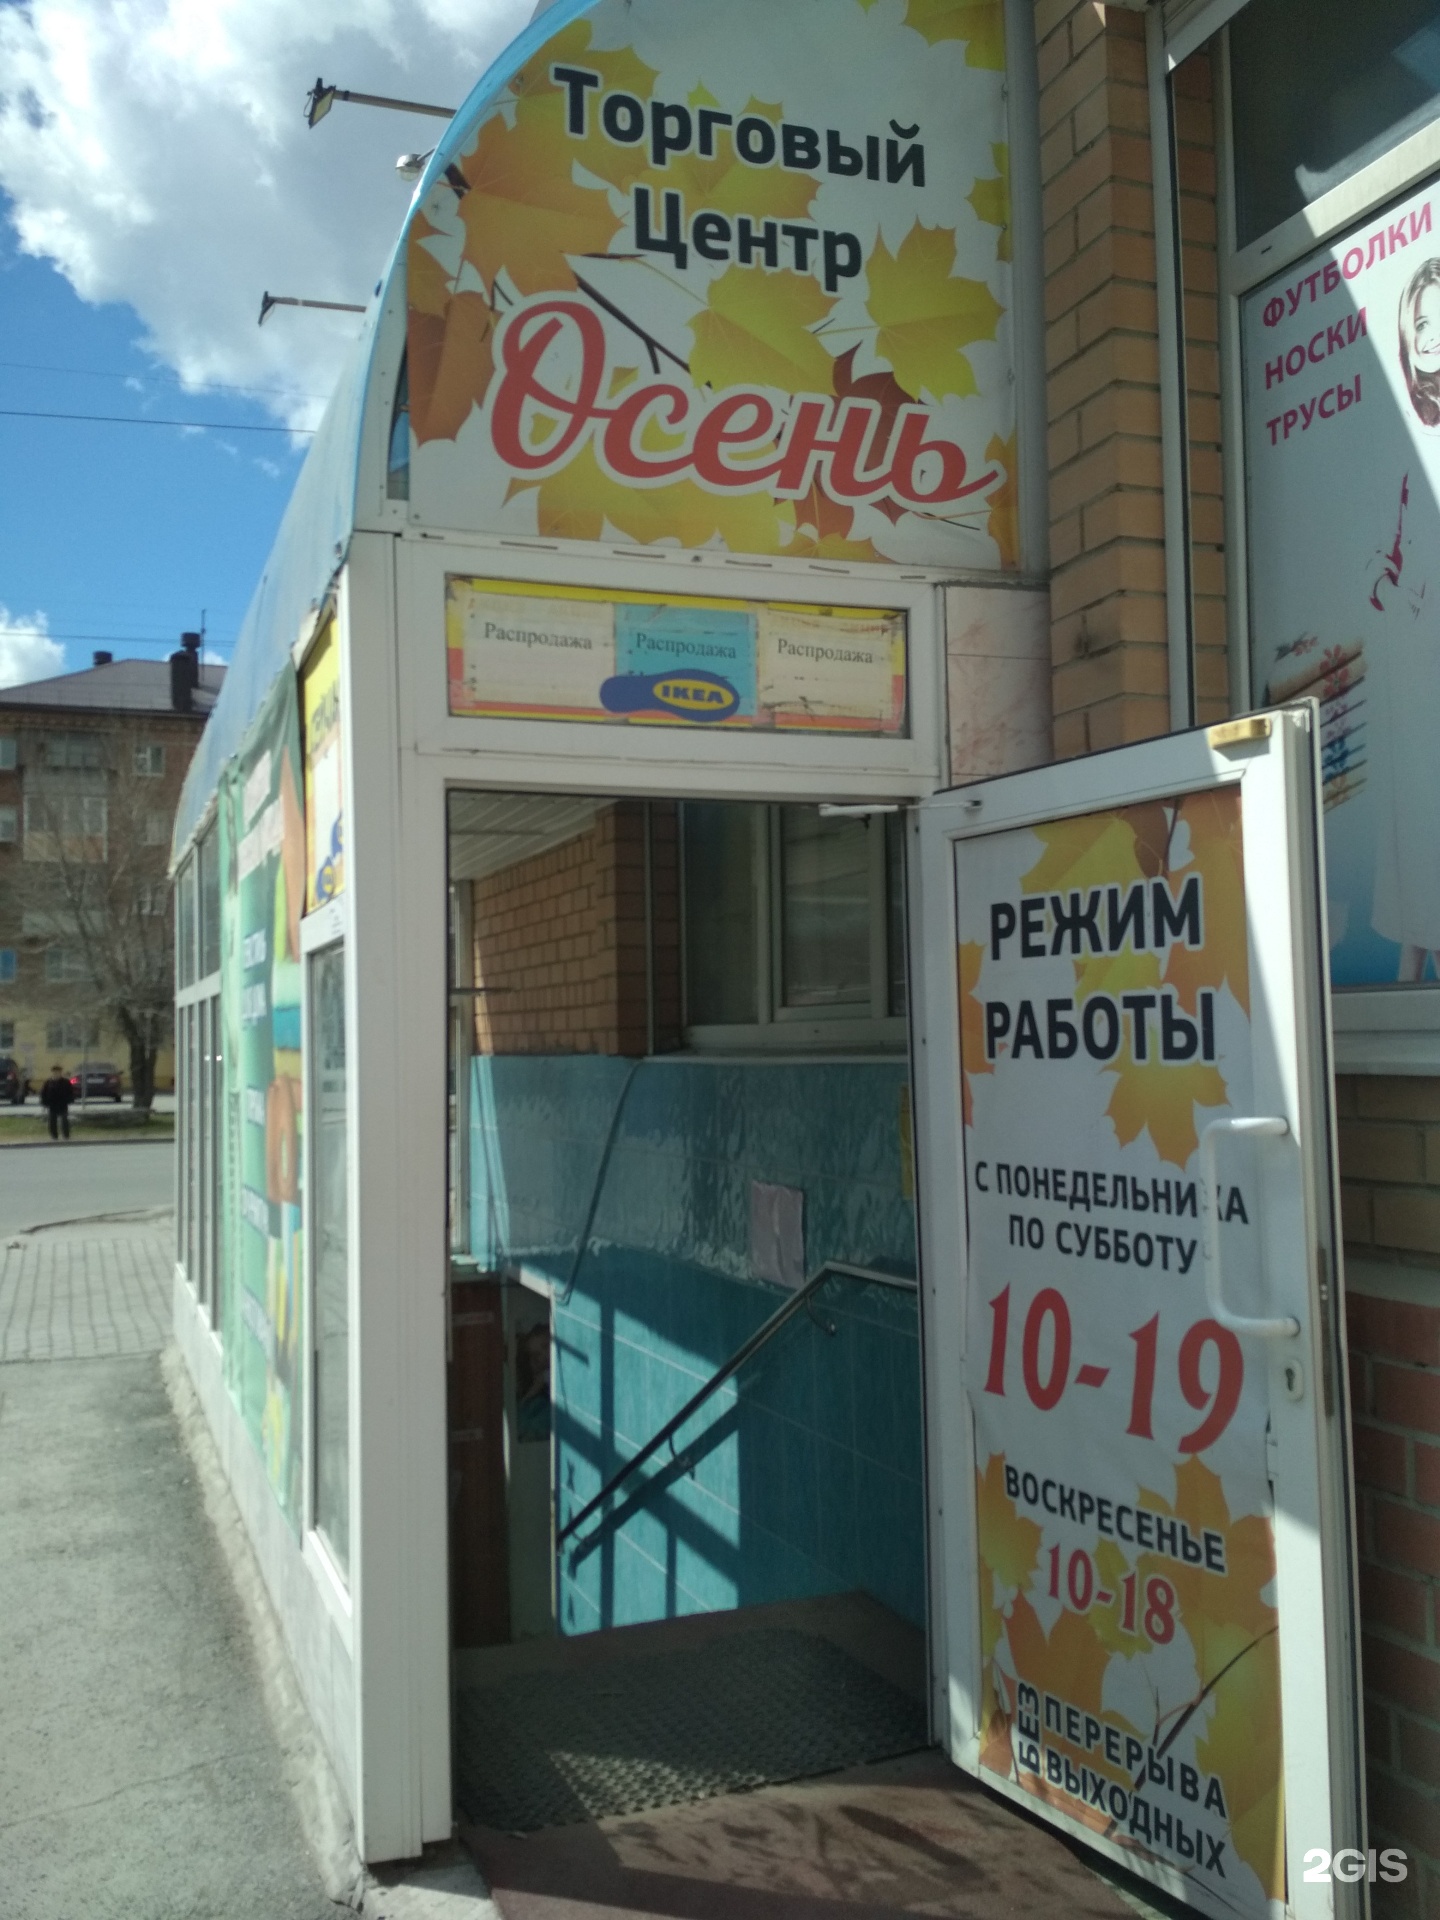 Торговый
Центр
Осень
Распродажа
Распродажа
Распродажа
IKEA
ФУТБОЛКИ
НОСКИ
ТРУСЫ
РЕЖИМ
РАБОТЫ
С ПОНЕДЕЛЬНИКА
ПО СУББОТУ
10-19
ВОСКРЕСЕНЬЕ
10-18
БЕЗ
ПЕРЕРЫВА
ВЫХОДНЫХ
2GIS